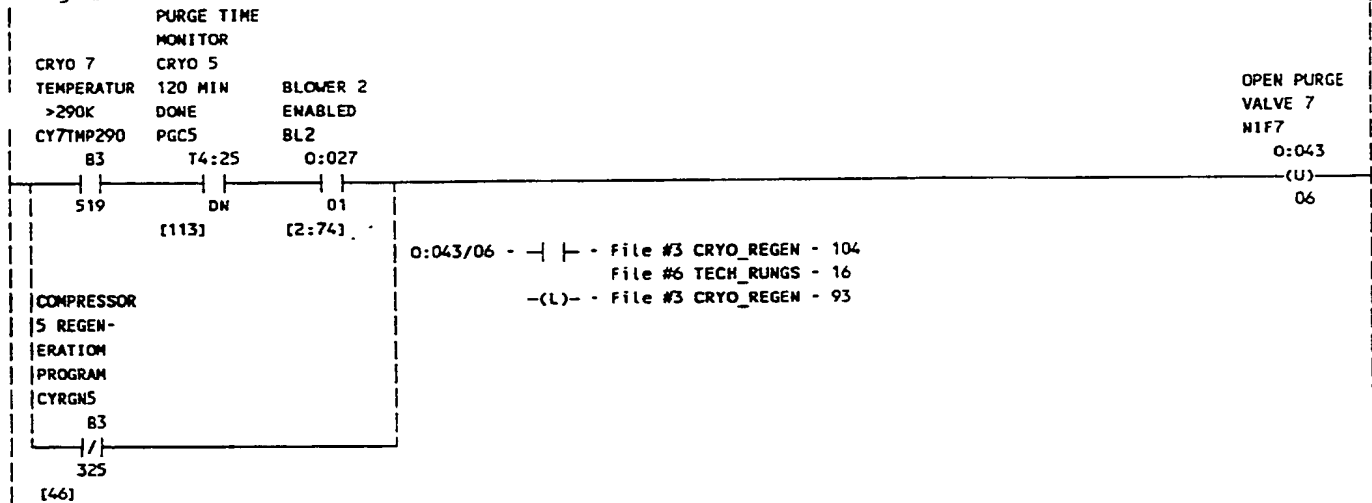 PURGE TIME
MONITOR
CRYO 7 CRYO 5
TEMPERATUR 120 MIN BLOWER 2 OPEN PURGE
>290K DONE ENABLED VALVE 7
CY7TMP290 PGC5 BL2 N1F7
B3 T4:25 O:027 O:043
(U)
519 DN 01 06
[113] [2:74]
O:043/06 - ┤ ├ - File #3 CRYO_REGEN - 104
File #6 TECH_RUNGS - 16
-(L)- - File #3 CRYO_REGEN - 93
COMPRESSOR
5 REGEN-
ERATIOM
PROGRAM
CYRGN5
B3
/
325
[46]